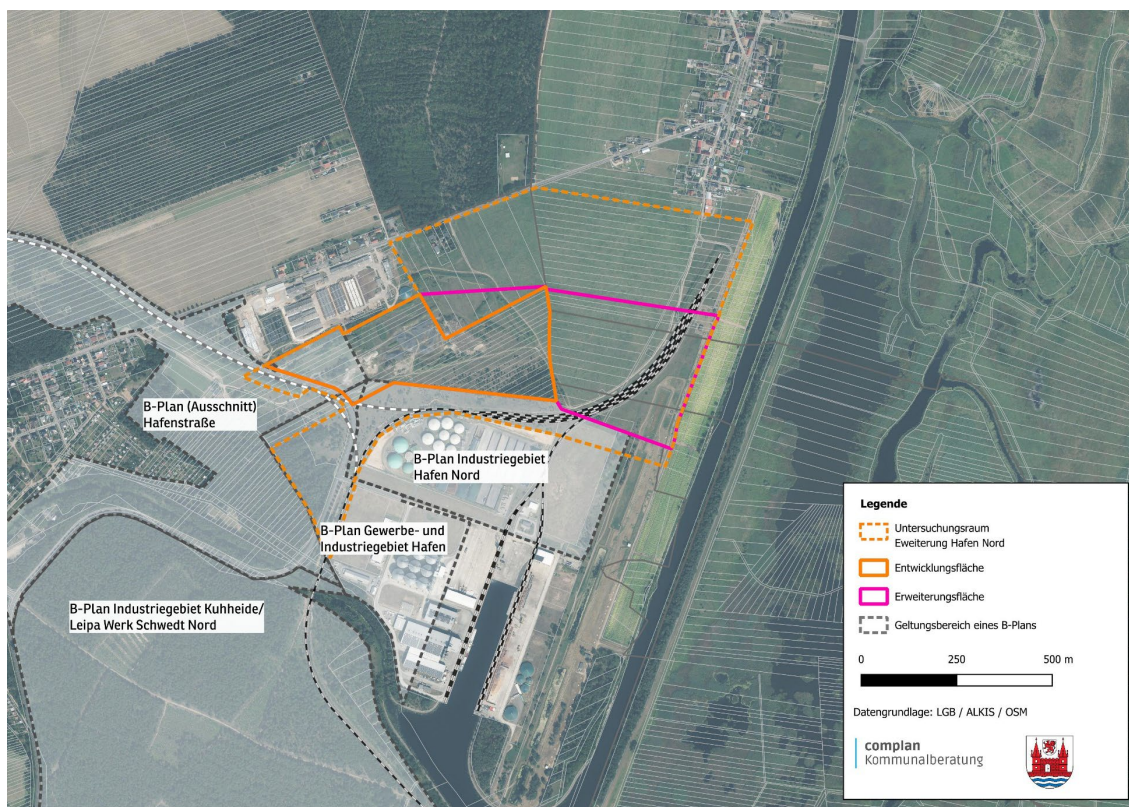 B-Plan (Ausschnitt)
Hafenstraße
B-Plan Industriegebiet
Hafen Nord
B-Plan Gewerbe- und
Industriegebiet Hafen
B-Plan Industriegebiet Kuhheide/
Leipa Werk Schwedt Nord
Legende
Untersuchungsraum
Eweiterung Hafen Nord
Entwicklungsfläche
Erweiterungsfläche
Geltungsbereich eines B-Plans
0 250 500 m
Datengrundlage: LGB / ALKIS / OSM
complan
Kommunalberatung